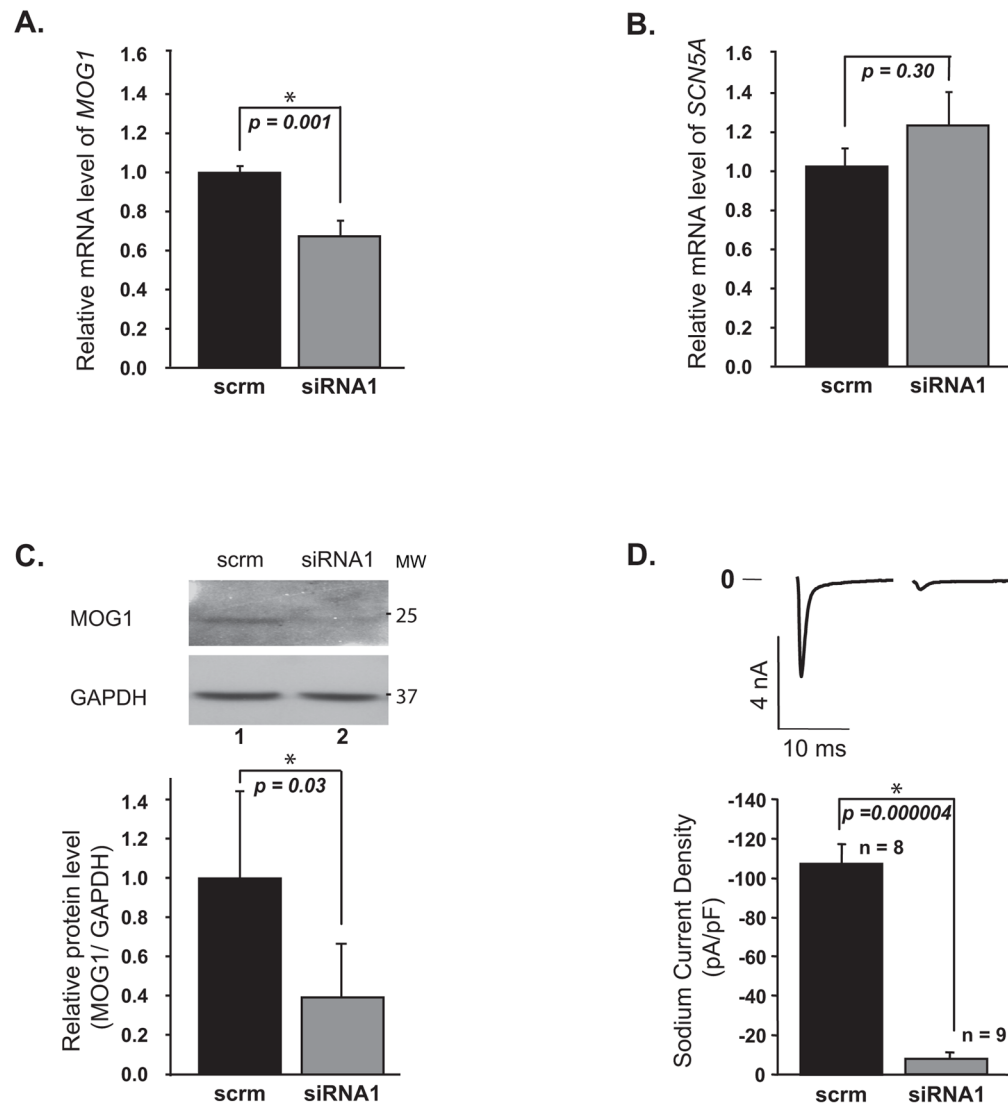 A.
Relative mRNA level of MOG1
1.6
1.4
1.2
1.0
0.8
0.6
0.4
0.2
0.0
*
p = 0.001
scrm siRNA1
B.
Relative mRNA level of SCN5A
1.6
1.4
1.2
1.0
0.8
0.6
0.4
0.2
0.0
p = 0.30
scrm siRNA1
C.
scrm siRNA1 MW
MOG1 25
GAPDH 37
1 2
Relative protein level
(MOG1/ GAPDH)
1.4
1.2
1.0
0.8
0.6
0.4
0.2
0.0
*
p = 0.03
scrm siRNA1
D.
0
4 nA
10 ms
Sodium Current Density
(pA/pF)
-140
-120
-100
-80
-60
-40
-20
0
*
p =0.000004
n = 8
n = 9
scrm siRNA1